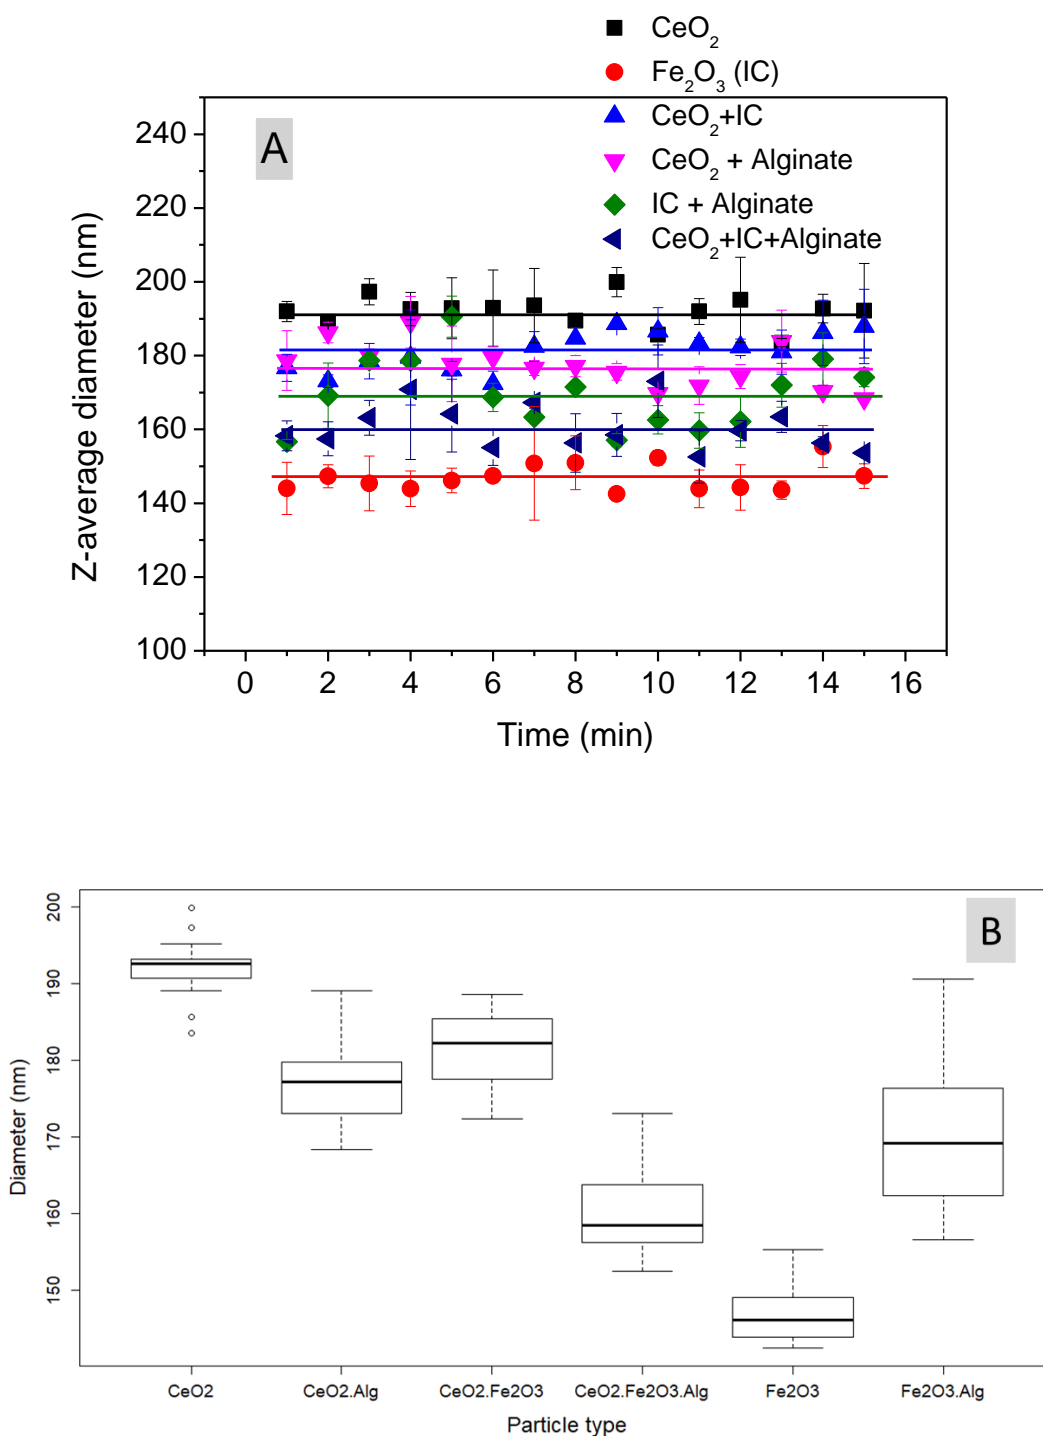 CeO2
Fe2O3 (IC)
CeO2+IC
CeO2 + Alginate
IC + Alginate
CeO2+IC+Alginate
A
240
220
200
180
160
140
120
100
Z-average diameter (nm)
0 2 4 6 8 10 12 14 16
Time (min)
B
200
190
180
170
160
150
Diameter (nm)
CeO2 CeO2.Alg CeO2.Fe2O3 CeO2.Fe2O3.Alg Fe2O3 Fe2O3.Alg
Particle type